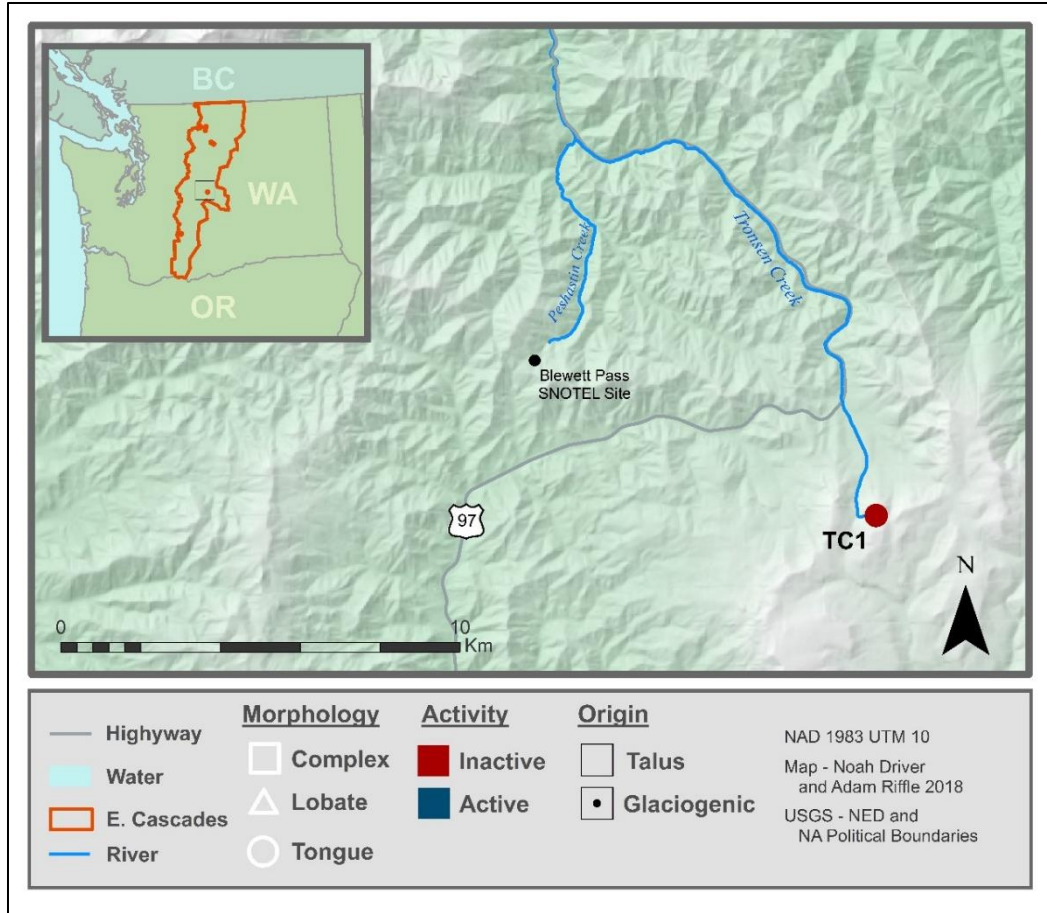 BC
WA
OR
Peshastin Creek
Tronsen Creek
Blewett Pass
SNOTEL Site
97
TC1
N
0
10
Km
Highyway
Water
E. Cascades
River
Morphology
Complex
Lobate
Tongue
Activity
Inactive
Active
Origin
Talus
Glaciogenic
NAD 1983 UTM 10
Map - Noah Driver
and Adam Riffle 2018
USGS - NED and
NA Political Boundaries